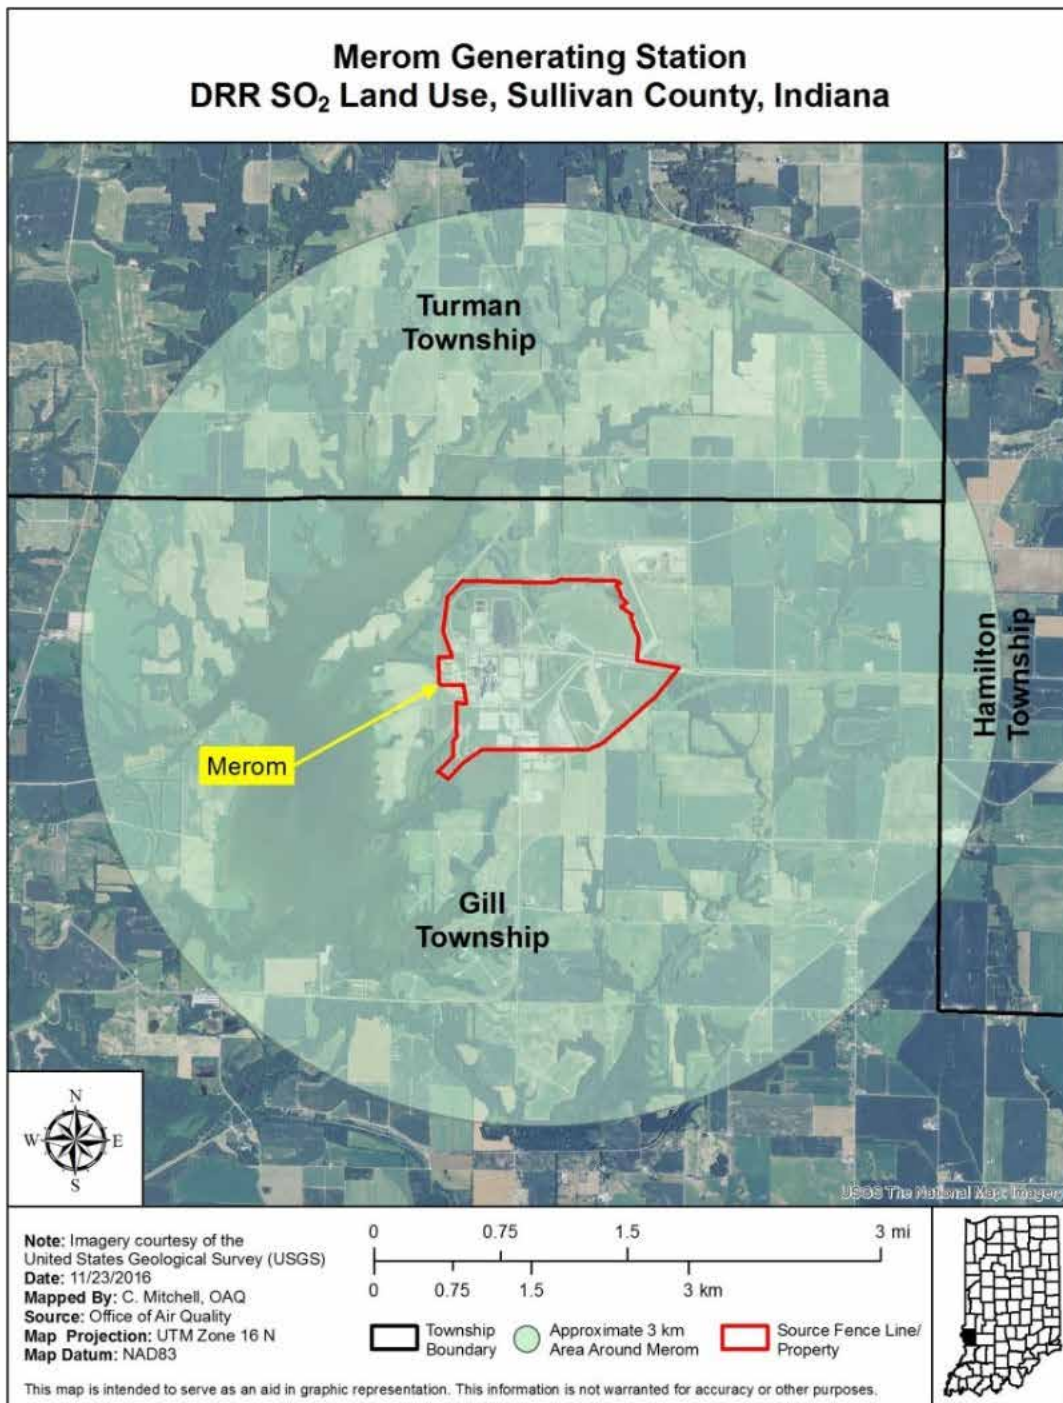 Merom Generating Station
DRR SO₂ Land Use, Sullivan County, Indiana
Turman
Township
Hamilton
Township
Merom
Gill
Township
N
W E
S
USGS The National Map: Imagery
Note: Imagery courtesy of the
United States Geological Survey (USGS)
Date: 11/23/2016
Mapped By: C. Mitchell, OAQ
Source: Office of Air Quality
Map Projection: UTM Zone 16 N
Map Datum: NAD83
0 0.75 1.5 3 mi
0 0.75 1.5 3 km
Township
Boundary
Approximate 3 km
Area Around Merom
Source Fence Line/
Property
This map is intended to serve as an aid in graphic representation. This information is not warranted for accuracy or other purposes.